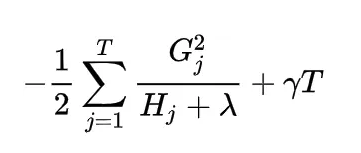 $-\frac{1}{2} \sum_{j=1}^{T} \frac{G_j^2}{H_j + \lambda} + \gamma T$